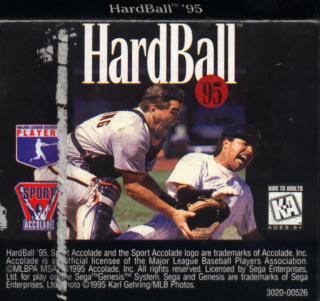 HardBall™ '95
HardBall™
'95
MAJOR LEAGUE BASEBALL
PLAYERS
SPORT
ACCOLADE
KIDS TO ADULTS
K-A
AGES 6+
HardBall '95, Sport Accolade and the Sport Accolade logo are trademarks of Accolade, Inc.
Accolade is an official licensee of the Major League Baseball Players Association.
©MLBPA MSA ©1995 Accolade, Inc. All rights reserved. Licensed by Sega Enterprises,
Ltd. for play on the Sega™ Genesis™ System. Sega and Genesis are trademarks of Sega
Enterprises, Ltd. Photo ©1995 Karl Gehring/MLB Photos.
3020-00526